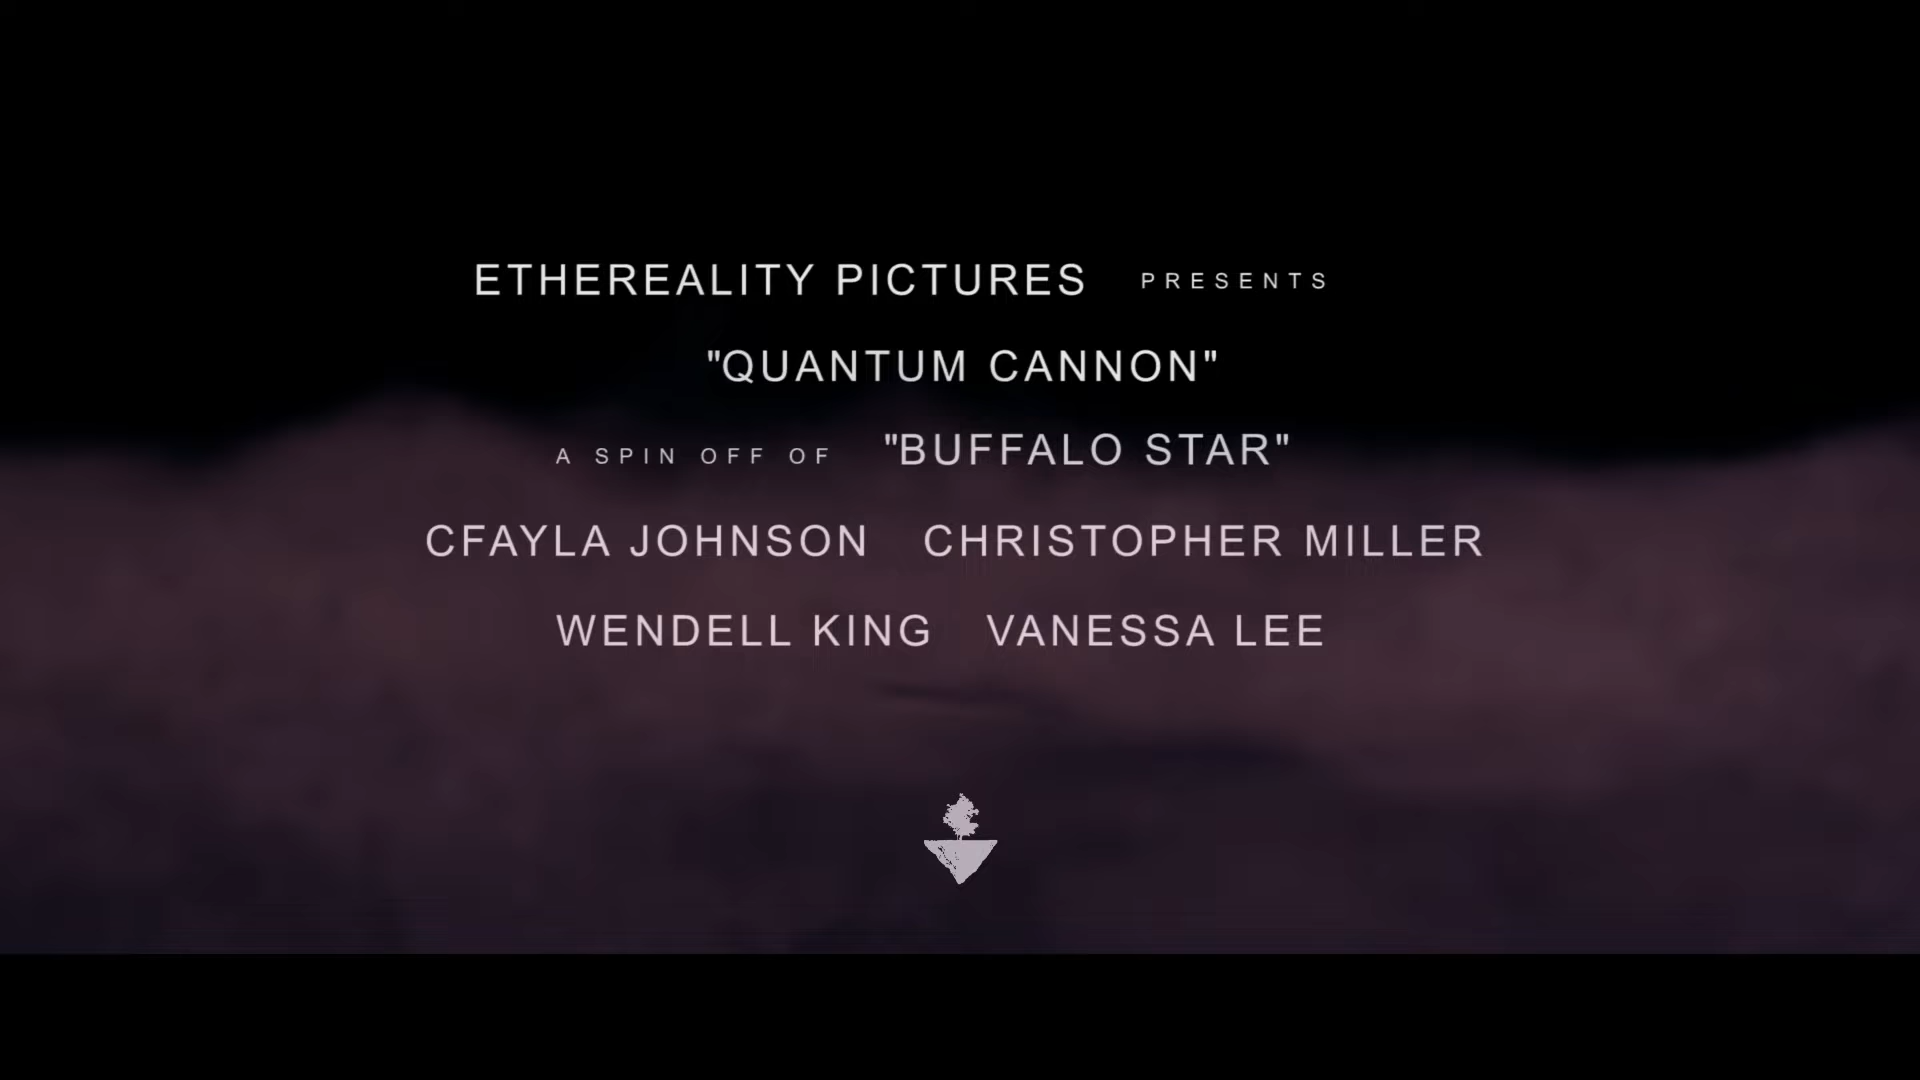 ETHEREALITY PICTURES PRESENTS
"QUANTUM CANNON"
A SPIN OFF OF "BUFFALO STAR"
CFAYLA JOHNSON CHRISTOPHER MILLER
WENDELL KING VANESSA LEE